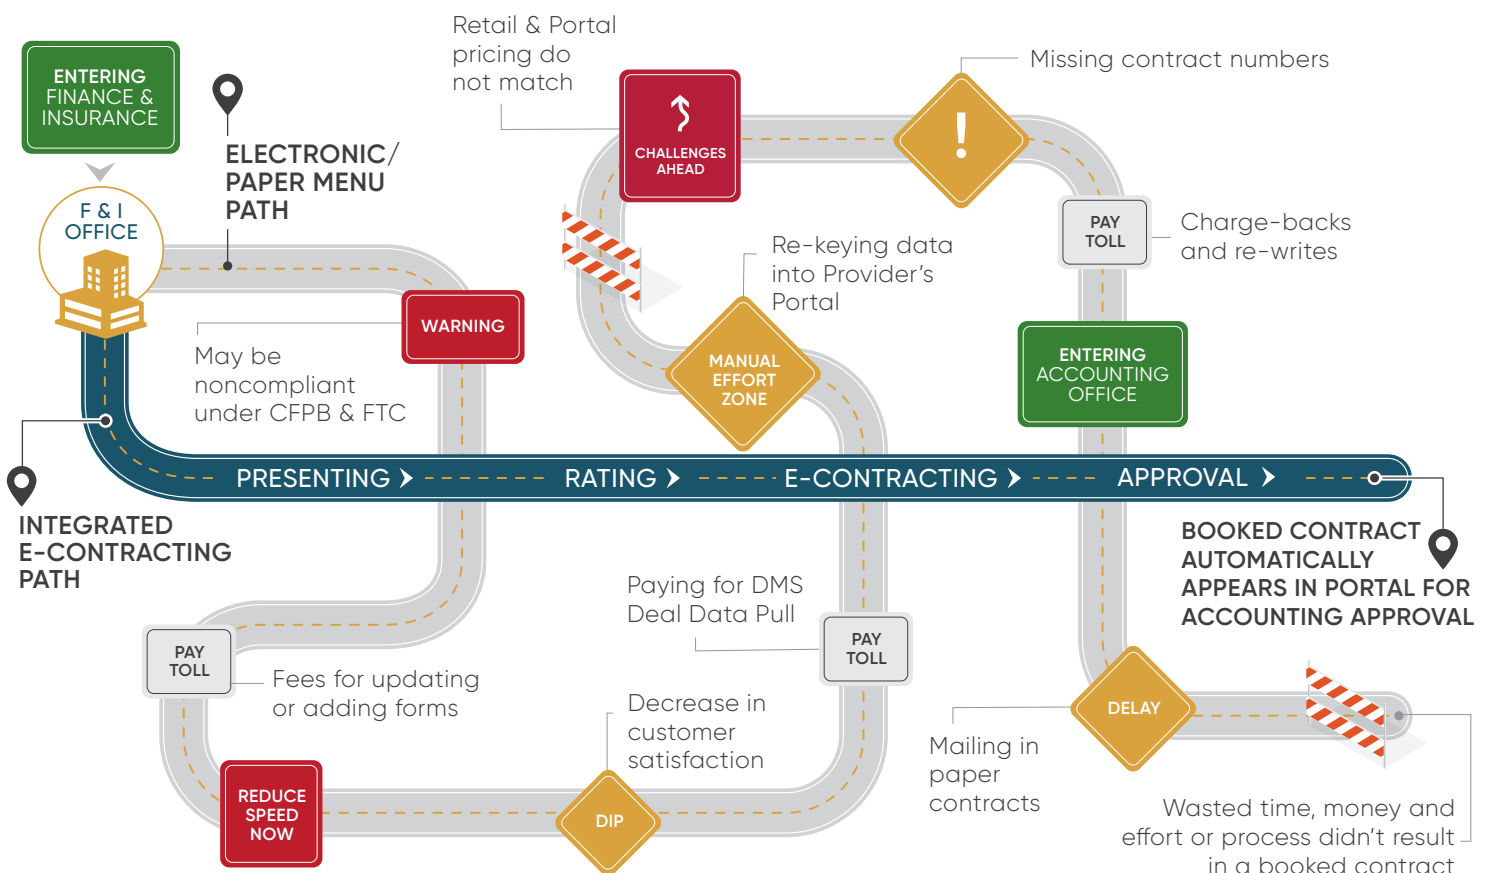 ENTERING
FINANCE &
INSURANCE
F & I
OFFICE
ELECTRONIC/
PAPER MENU
PATH
WARNING
May be
noncompliant
under CFPB & FTC
Retail & Portal
pricing do
not match
CHALLENGES
AHEAD
!
Missing contract numbers
PAY
TOLL
Charge-backs
and re-writes
Re-keying data
into Provider’s
Portal
MANUAL
EFFORT
ZONE
ENTERING
ACCOUNTING
OFFICE
PRESENTING
RATING
E-CONTRACTING
APPROVAL
INTEGRATED
E-CONTRACTING
PATH
BOOKED CONTRACT
AUTOMATICALLY
APPEARS IN PORTAL FOR
ACCOUNTING APPROVAL
PAY
TOLL
Fees for updating
or adding forms
REDUCE
SPEED
NOW
DIP
Decrease in
customer
satisfaction
Paying for DMS
Deal Data Pull
PAY
TOLL
DELAY
Mailing in
paper
contracts
Wasted time, money and
effort or process didn’t result
in a booked contract